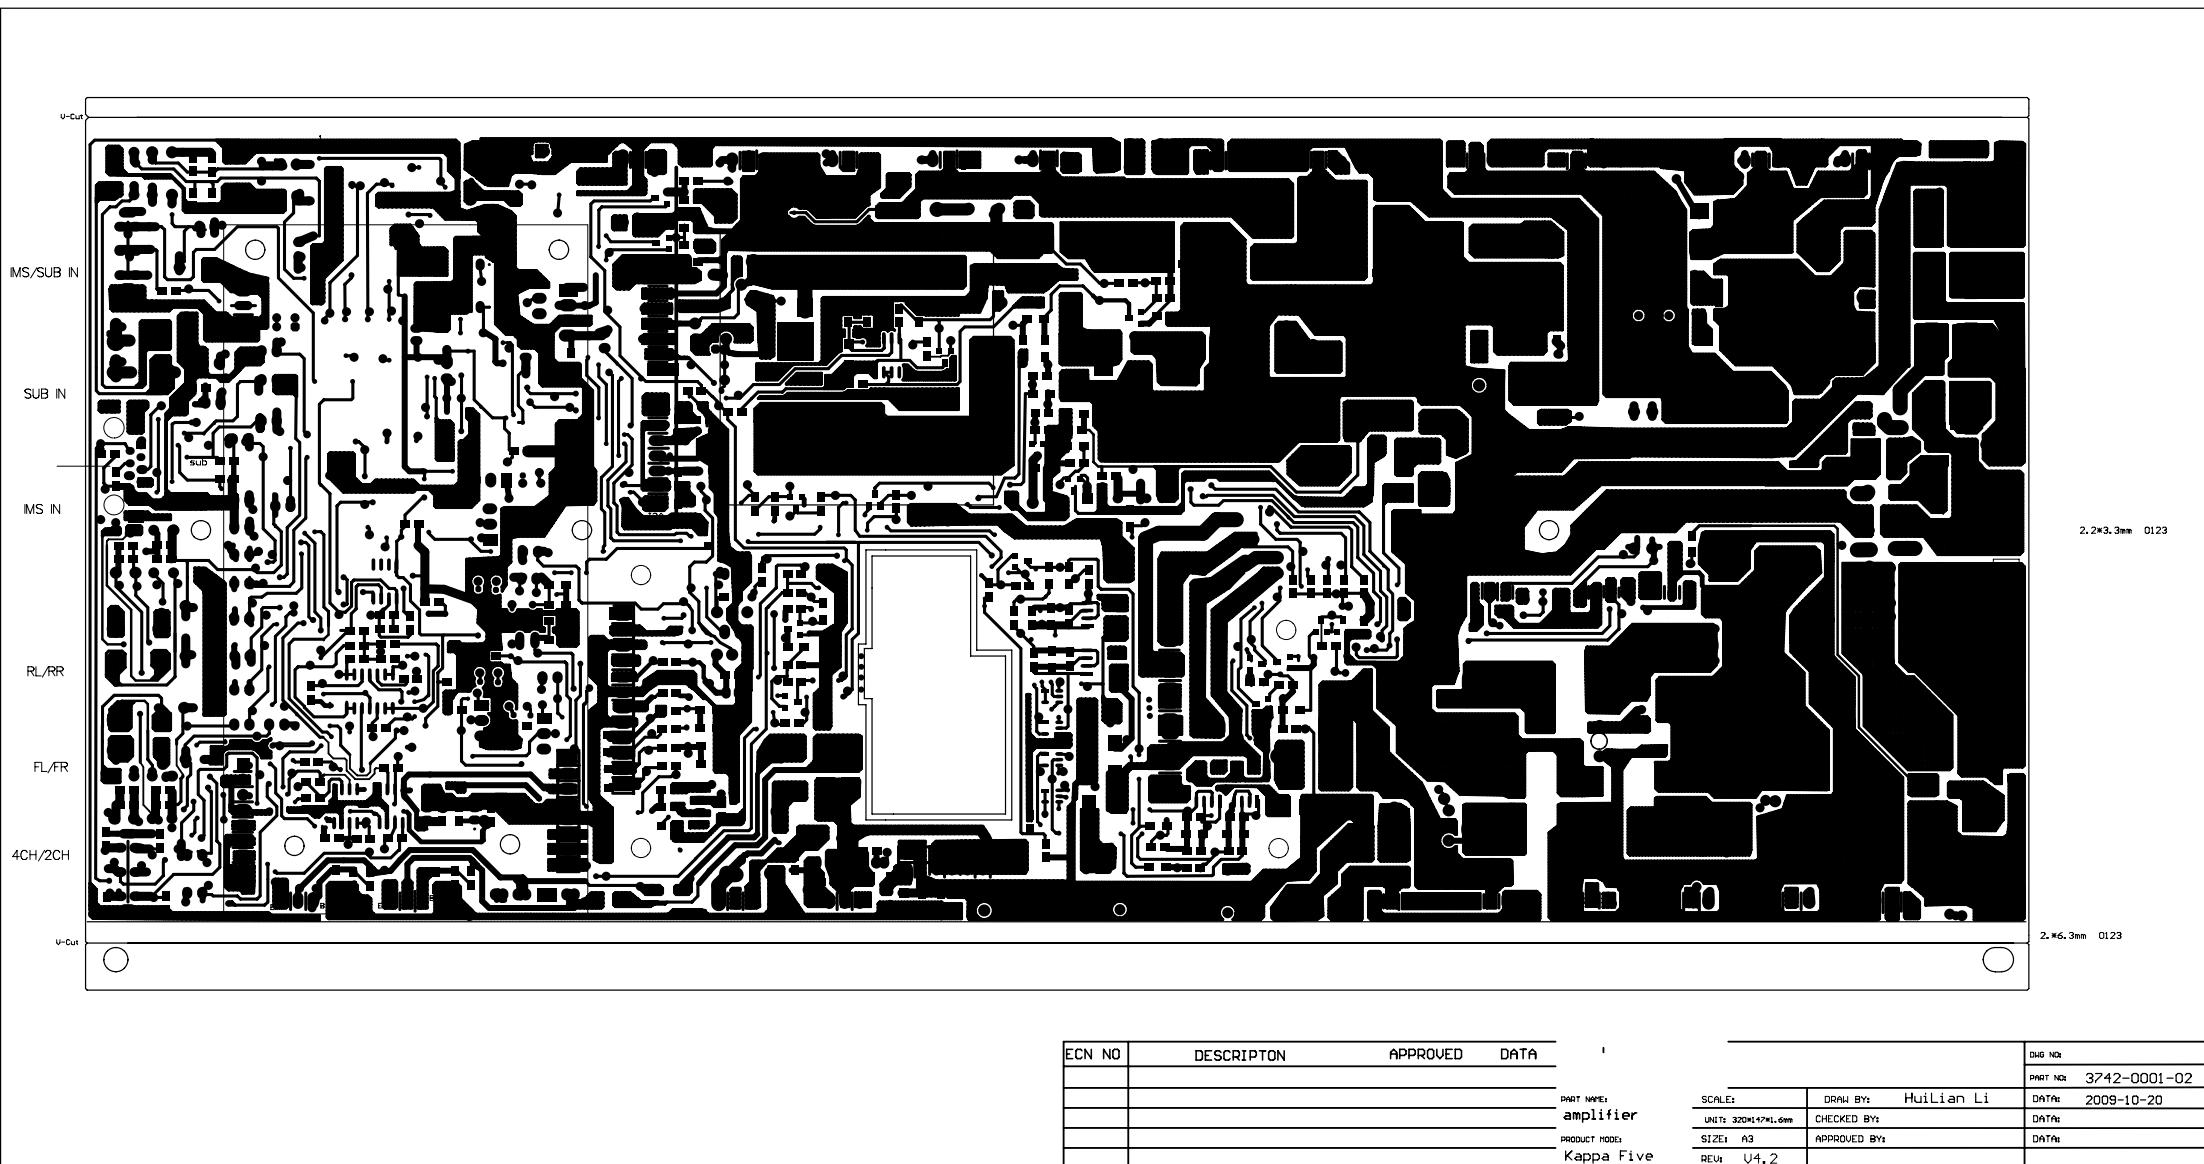 V-Cut
IMS/SUB IN
SUB IN
sub
IMS IN
2.2*3.3mm 0123
RL/RR
FL/FR
4CH/2CH
V-Cut
2.*6.3mm 0123
ECN NO DESCRIPTON APPROVED DATA
DWG NO:
PART NO: 3742-0001-02
PART NAME: SCALE: DRAW BY: HuiLian Li DATA: 2009-10-20
amplifier UNIT: 320*147*1.6mm CHECKED BY: DATA:
PRODUCT MODE: SIZE: A3 APPROVED BY: DATA:
Kappa Five REV: V4.2